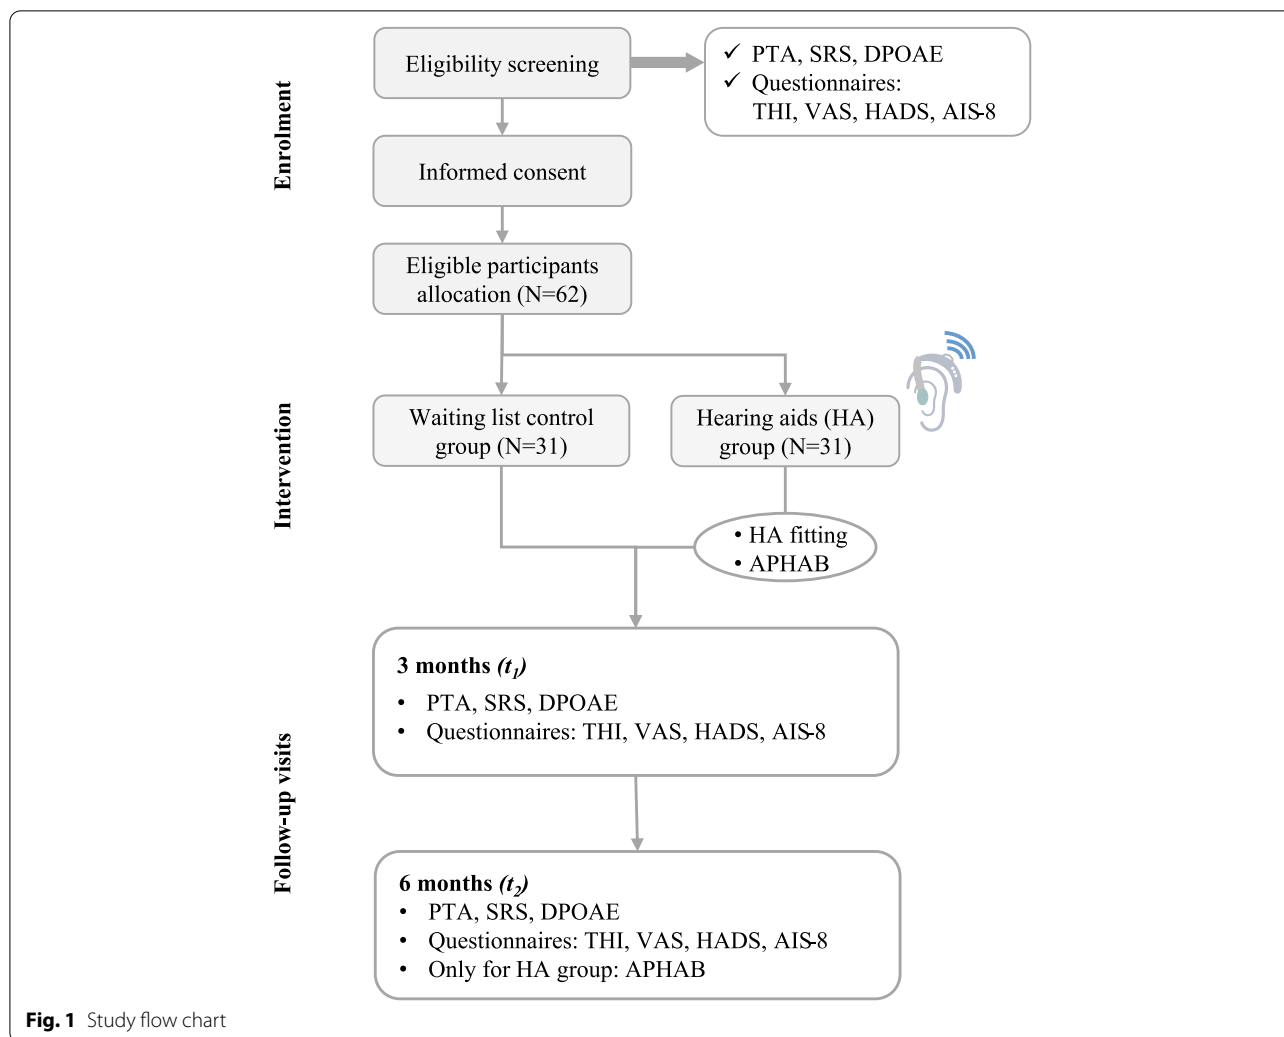 Enrolment
Eligibility screening
✓ PTA, SRS, DPOAE
✓ Questionnaires:
THI, VAS, HADS, AIS-8
Informed consent
Eligible participants
allocation (N=62)
Intervention
Waiting list control
group (N=31)
Hearing aids (HA)
group (N=31)
• HA fitting
• APHAB
Follow-up visits
3 months (t1)
• PTA, SRS, DPOAE
• Questionnaires: THI, VAS, HADS, AIS-8
6 months (t2)
• PTA, SRS, DPOAE
• Questionnaires: THI, VAS, HADS, AIS-8
• Only for HA group: APHAB
Fig. 1 Study flow chart